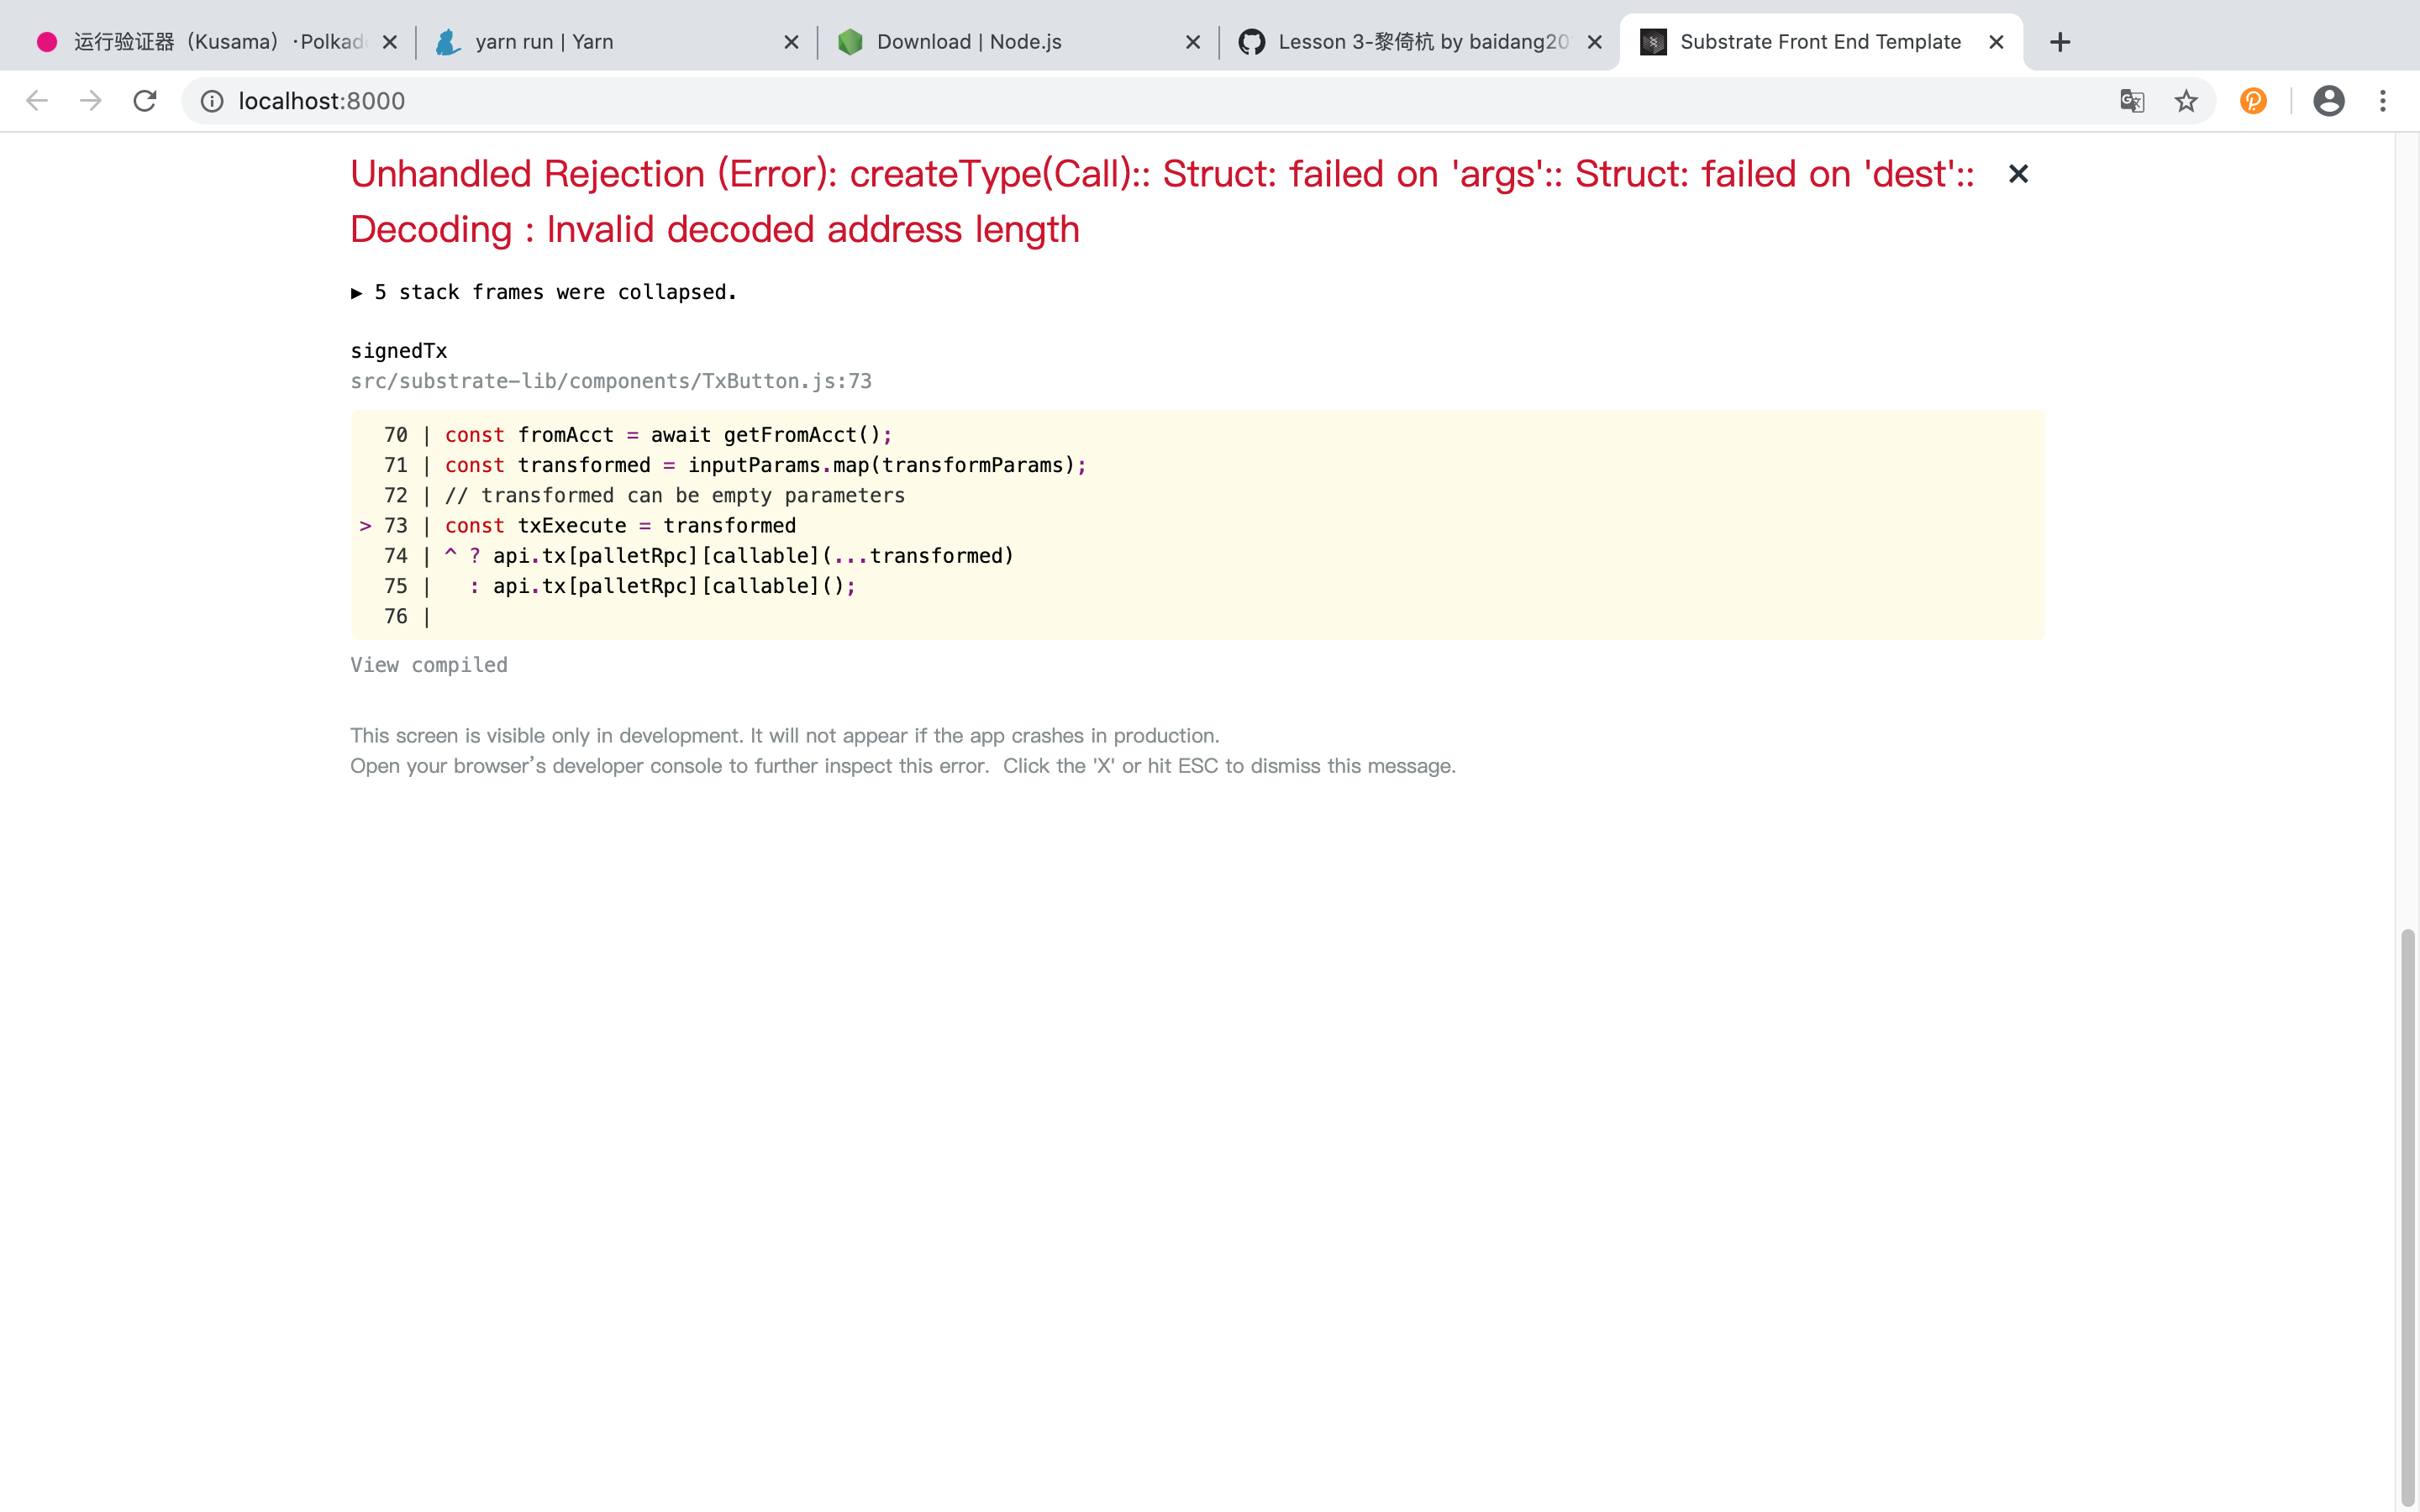 运行验证器（Kusama）·Polkad
yarn run | Yarn
Download | Node.js
Lesson 3-黎倚杭 by baidang20
Substrate Front End Template
localhost:8000
Unhandled Rejection (Error): createType(Call):: Struct: failed on 'args':: Struct: failed on 'dest'::
Decoding : Invalid decoded address length
▶ 5 stack frames were collapsed.
signedTx
src/substrate-lib/components/TxButton.js:73
70 | const fromAcct = await getFromAcct();
71 | const transformed = inputParams.map(transformParams);
72 | // transformed can be empty parameters
> 73 | const txExecute = transformed
74 | ^ ? api.tx[palletRpc][callable](...transformed)
75 |   : api.tx[palletRpc][callable]();
76 |
View compiled
This screen is visible only in development. It will not appear if the app crashes in production.
Open your browser’s developer console to further inspect this error.  Click the 'X' or hit ESC to dismiss this message.